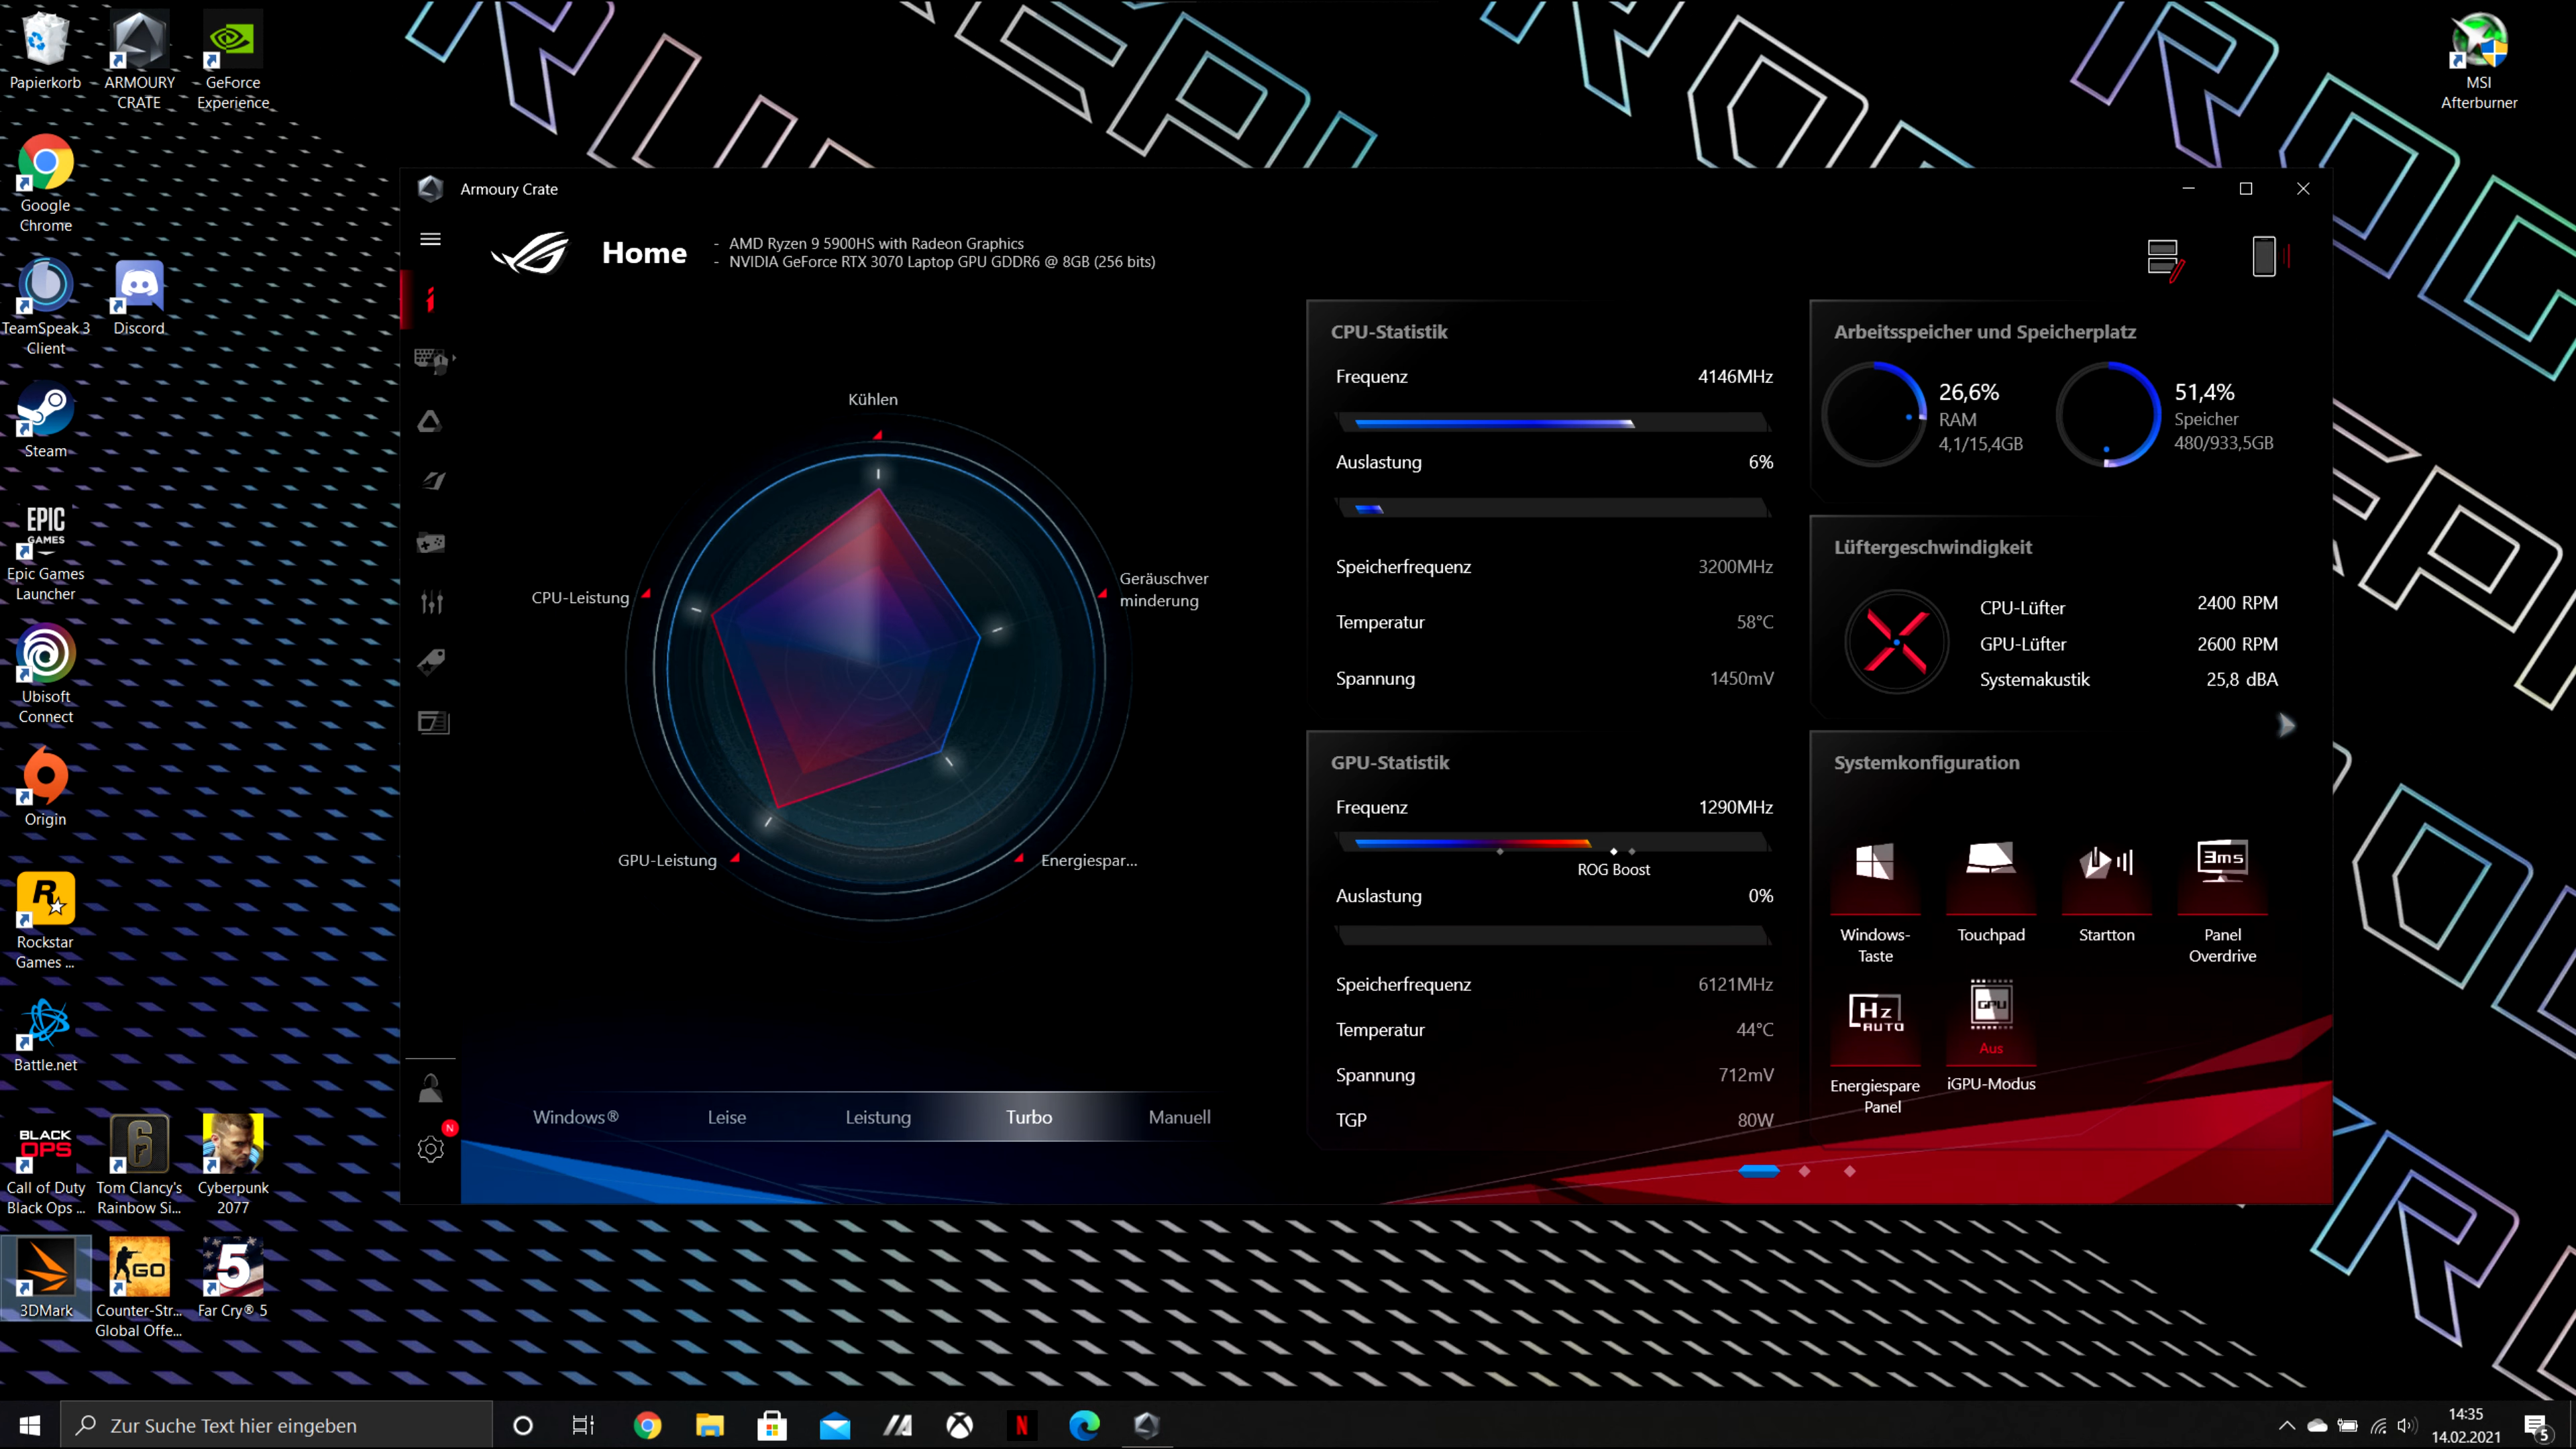 Papierkorb
ARMOURY
CRATE
GeForce
Experience
MSI
Afterburner
Google
Chrome
TeamSpeak 3
Client
Discord
Steam
EPIC
GAMES
Epic Games
Launcher
Ubisoft
Connect
Origin
R
Rockstar
Games ...
Battle.net
BLACK
OPS
Call of Duty
Black Ops ...
6
Tom Clancy's
Rainbow Si...
Cyberpunk
2077
3DMark
GO
Counter-Str...
Global Offe...
5
Far Cry® 5
Armoury Crate
Home
- AMD Ryzen 9 5900HS with Radeon Graphics
- NVIDIA GeForce RTX 3070 Laptop GPU GDDR6 @ 8GB (256 bits)
Kühlen
Geräuschver
minderung
CPU-Leistung
GPU-Leistung
Energiespar...
Windows® Leise Leistung Turbo Manuell
N
CPU-Statistik
Frequenz 4146MHz
Auslastung 6%
Speicherfrequenz 3200MHz
Temperatur 58°C
Spannung 1450mV
GPU-Statistik
Frequenz 1290MHz
ROG Boost
Auslastung 0%
Speicherfrequenz 6121MHz
Temperatur 44°C
Spannung 712mV
TGP 80W
Arbeitsspeicher und Speicherplatz
26,6%
RAM
4,1/15,4GB
51,4%
Speicher
480/933,5GB
Lüftergeschwindigkeit
CPU-Lüfter 2400 RPM
GPU-Lüfter 2600 RPM
Systemakustik 25,8 dBA
Systemkonfiguration
3ms
Windows-
Taste
Touchpad
Startton
Panel
Overdrive
Hz
AUTO
GPU
Aus
Energiespare
Panel
iGPU-Modus
Zur Suche Text hier eingeben
N
14:35
14.02.2021
5